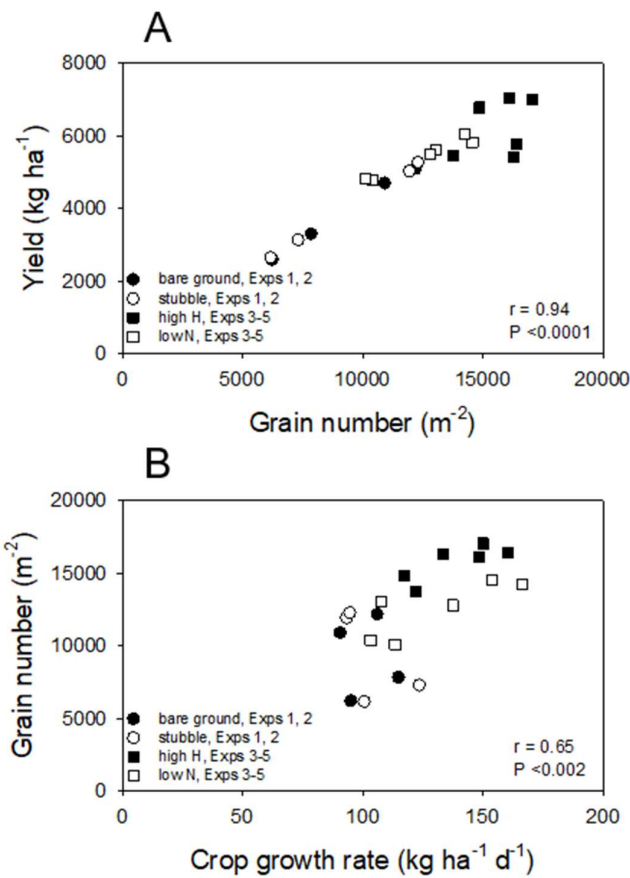 A
8000
6000
4000
2000
0
Yield (kg ha⁻¹)
bare ground, Exps 1, 2
stubble, Exps 1, 2
high H, Exps 3-5
low N, Exps 3-5
r = 0.94
P <0.0001
0 5000 10000 15000 20000
Grain number (m⁻²)
B
20000
15000
10000
5000
0
Grain number (m⁻²)
bare ground, Exps 1, 2
stubble, Exps 1, 2
high H, Exps 3-5
low N, Exps 3-5
r = 0.65
P <0.002
0 50 100 150 200
Crop growth rate (kg ha⁻¹ d⁻¹)